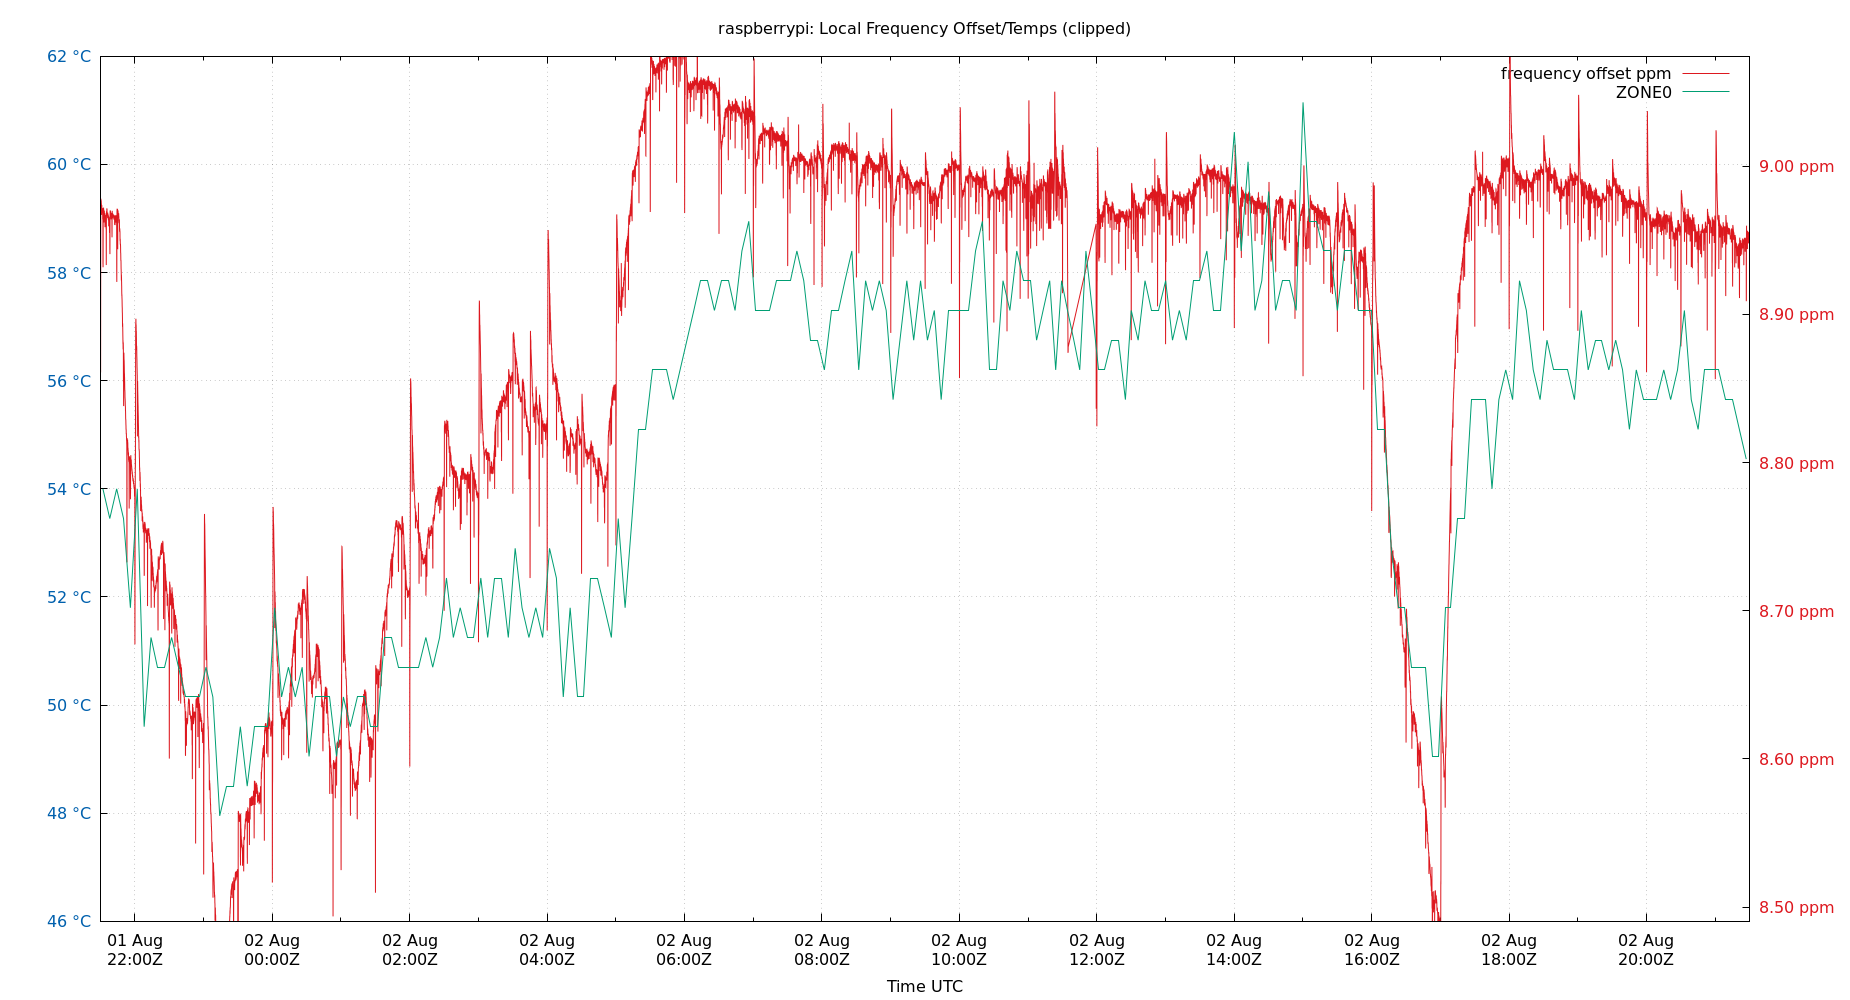 raspberrypi: Local Frequency Offset/Temps (clipped)
62 °C
60 °C
58 °C
56 °C
54 °C
52 °C
50 °C
48 °C
46 °C
frequency offset ppm
ZONE0
9.00 ppm
8.90 ppm
8.80 ppm
8.70 ppm
8.60 ppm
8.50 ppm
01 Aug
22:00Z
02 Aug
00:00Z
02 Aug
02:00Z
02 Aug
04:00Z
02 Aug
06:00Z
02 Aug
08:00Z
02 Aug
10:00Z
02 Aug
12:00Z
02 Aug
14:00Z
02 Aug
16:00Z
02 Aug
18:00Z
02 Aug
20:00Z
Time UTC